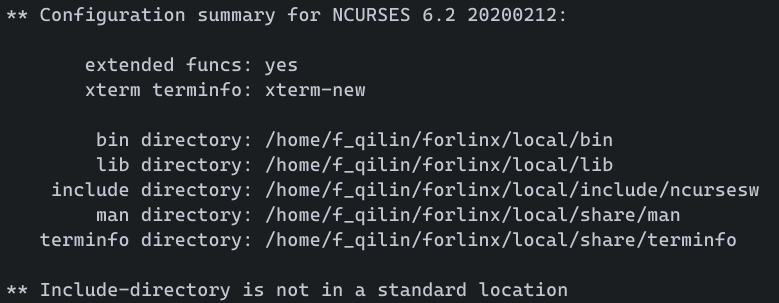 ** Configuration summary for NCURSES 6.2 20200212:
extended funcs: yes
xterm terminfo: xterm-new
bin directory: /home/f_qilin/forlinx/local/bin
lib directory: /home/f_qilin/forlinx/local/lib
include directory: /home/f_qilin/forlinx/local/include/ncursesw
man directory: /home/f_qilin/forlinx/local/share/man
terminfo directory: /home/f_qilin/forlinx/local/share/terminfo
** Include-directory is not in a standard location